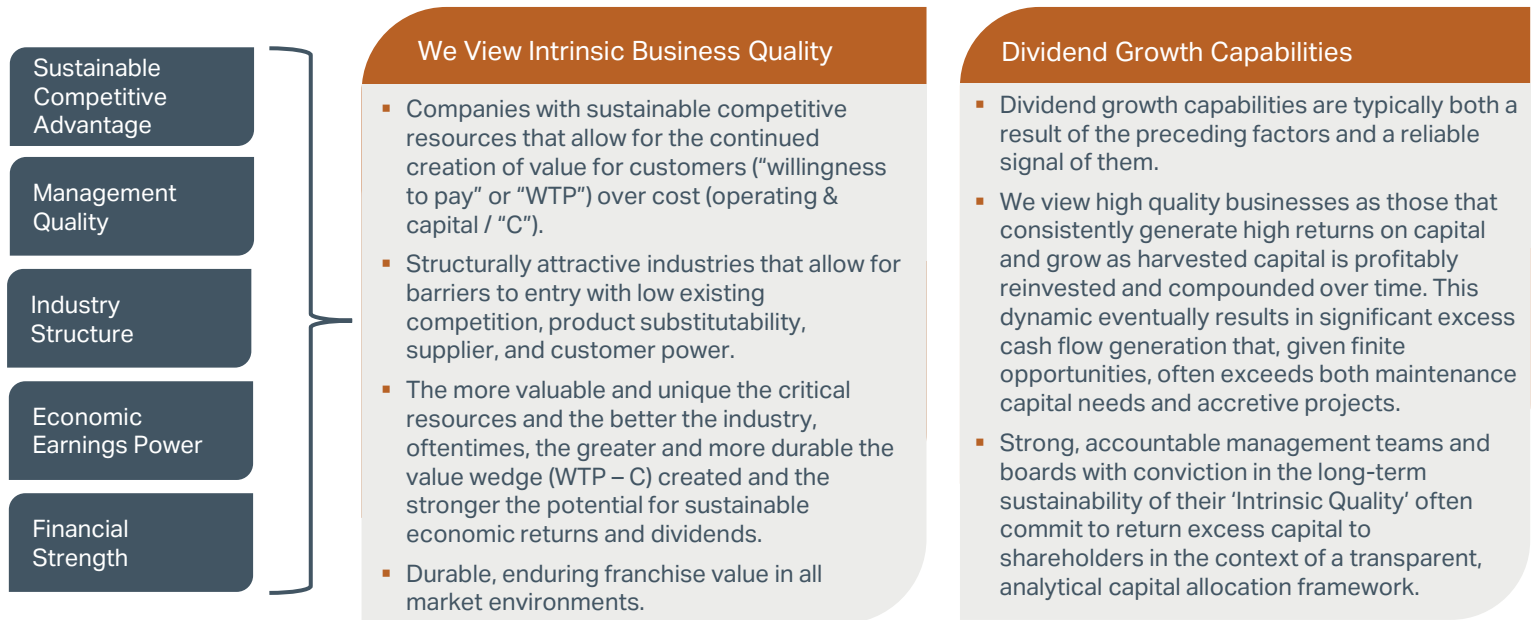 Sustainable
Competitive
Advantage
Management
Quality
Industry
Structure
Economic
Earnings Power
Financial
Strength
We View Intrinsic Business Quality
▪ Companies with sustainable competitive
resources that allow for the continued
creation of value for customers (“willingness
to pay” or “WTP”) over cost (operating &
capital / “C”).
▪ Structurally attractive industries that allow for
barriers to entry with low existing
competition, product substitutability,
supplier, and customer power.
▪ The more valuable and unique the critical
resources and the better the industry,
oftentimes, the greater and more durable the
value wedge (WTP – C) created and the
stronger the potential for sustainable
economic returns and dividends.
▪ Durable, enduring franchise value in all
market environments.
Dividend Growth Capabilities
▪ Dividend growth capabilities are typically both a
result of the preceding factors and a reliable
signal of them.
▪ We view high quality businesses as those that
consistently generate high returns on capital
and grow as harvested capital is profitably
reinvested and compounded over time. This
dynamic eventually results in significant excess
cash flow generation that, given finite
opportunities, often exceeds both maintenance
capital needs and accretive projects.
▪ Strong, accountable management teams and
boards with conviction in the long-term
sustainability of their ‘Intrinsic Quality’ often
commit to return excess capital to
shareholders in the context of a transparent,
analytical capital allocation framework.